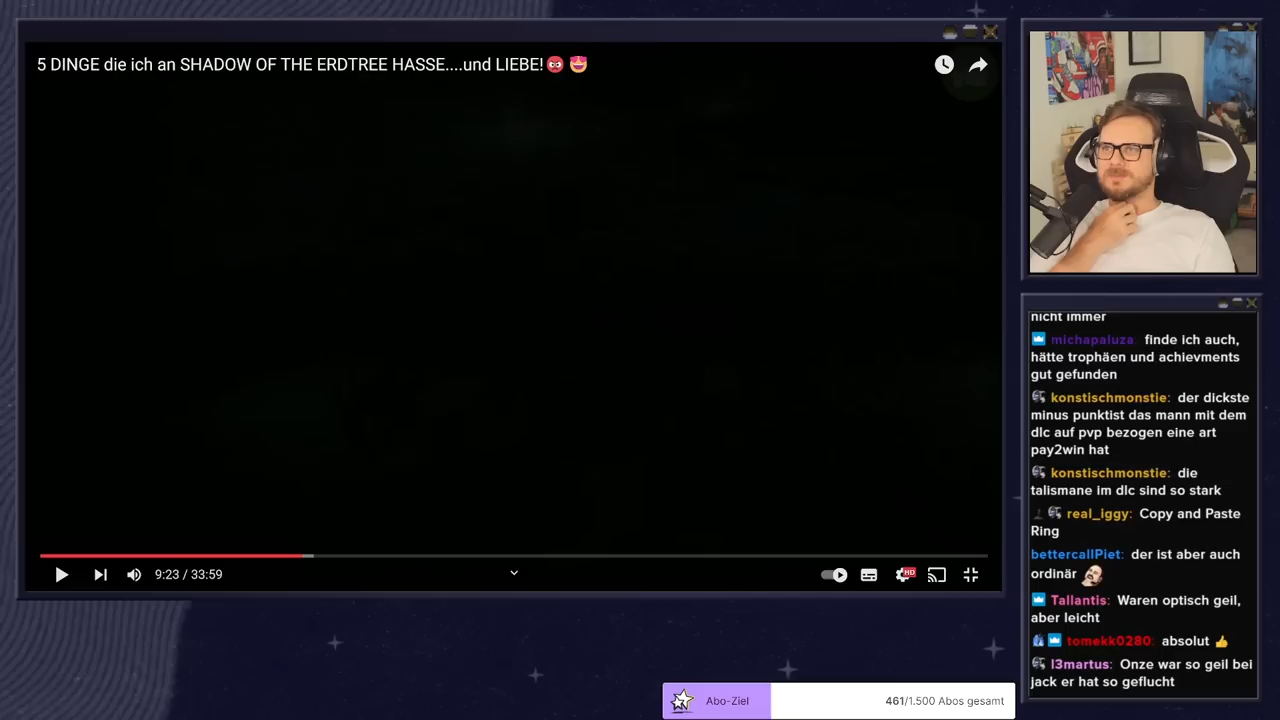 5 DINGE die ich an SHADOW OF THE ERDTREE HASSE....und LIEBE!😡 😍
9:23 / 33:59
HD
nicht immer
michapaluza: finde ich auch,
hätte trophäen und achievments
gut gefunden
konstischmonstie: der dickste
minus punktist das mann mit dem
dlc auf pvp bezogen eine art
pay2win hat
konstischmonstie: die
talismane im dlc sind so stark
real_iggy: Copy and Paste
Ring
bettercallPiet: der ist aber auch
ordinär
Tallantis: Waren optisch geil,
aber leicht
tomekk0280: absolut 👍
l3martus: Onze war so geil bei
jack er hat so geflucht
Abo-Ziel
461/1.500 Abos gesamt